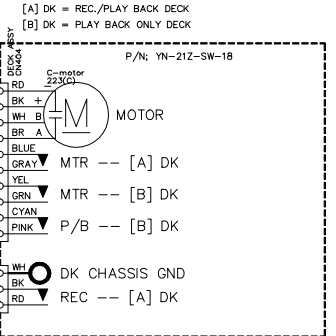 [A] DK = REC./PLAY BACK DECK
[B] DK = PLAY BACK ONLY DECK
DECK ASSY
CN404
P/N; YN-21Z-SW-18
C-motor
223(C)
RD −
BK +
WH B
BR A
M
MOTOR
BLUE
GRAY
MTR -- [A] DK
YEL
GRN
MTR -- [B] DK
CYAN
PINK
P/B -- [B] DK
WH
DK CHASSIS GND
BK
RD
REC -- [A] DK